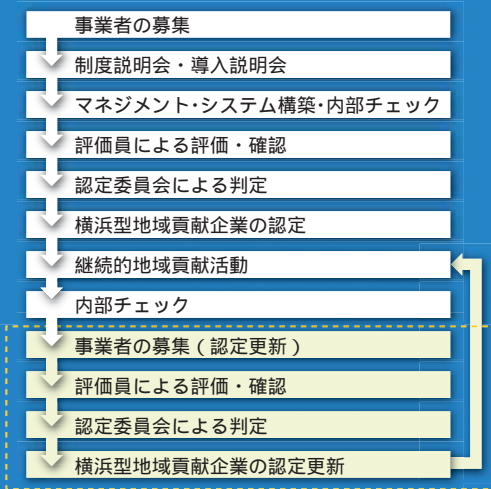 事業者の募集
制度説明会・導入説明会
マネジメント・システム構築・内部チェック
評価員による評価・確認
認定委員会による判定
横浜型地域貢献企業の認定
継続的地域貢献活動
内部チェック
事業者の募集（認定更新）
評価員による評価・確認
認定委員会による判定
横浜型地域貢献企業の認定更新